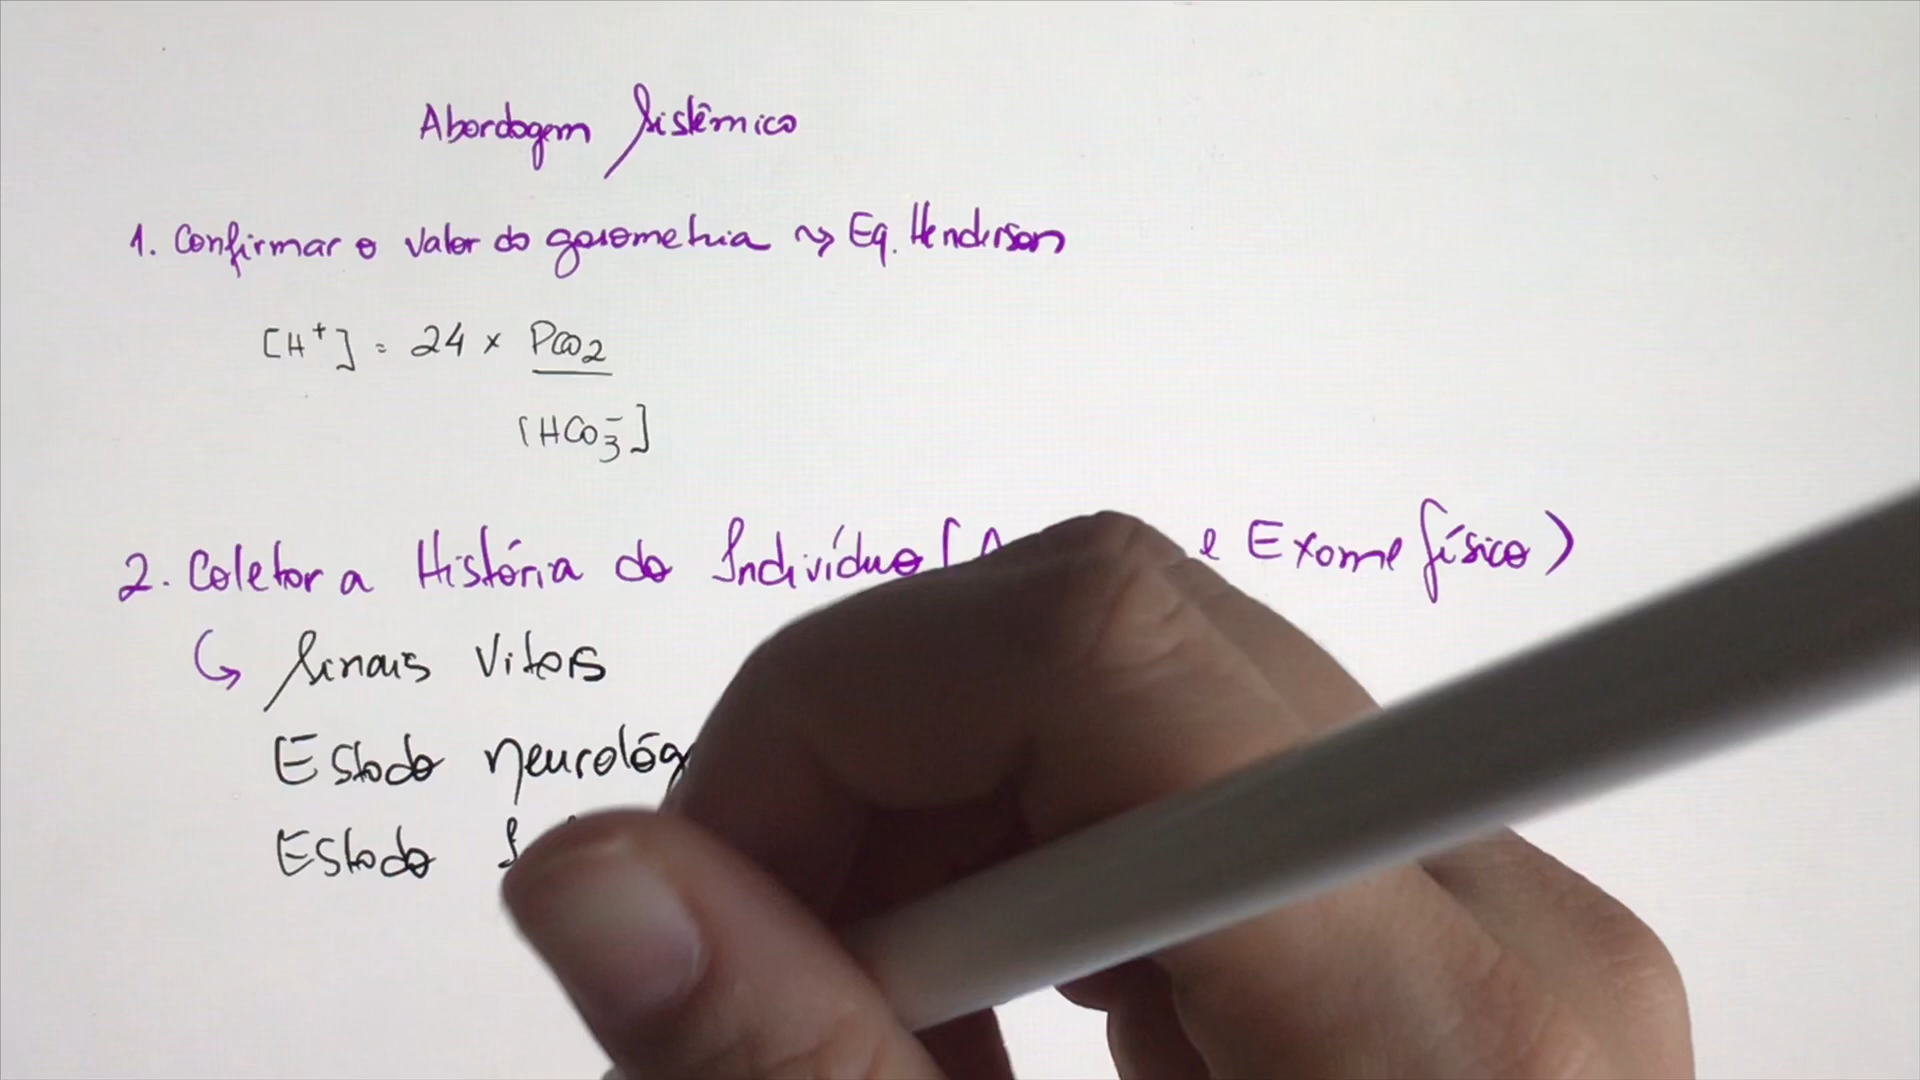 Abordagem Sistêmica
1. Confirmar o valor da gasometria ⇝ Eq. Henderson
[H⁺] = 24 × PCO2
[HCO3⁻]
2. Coletar a História do Indivíduo ( e Exame físico)
↳ Sinais Vitais
Estado neurológ
Estado